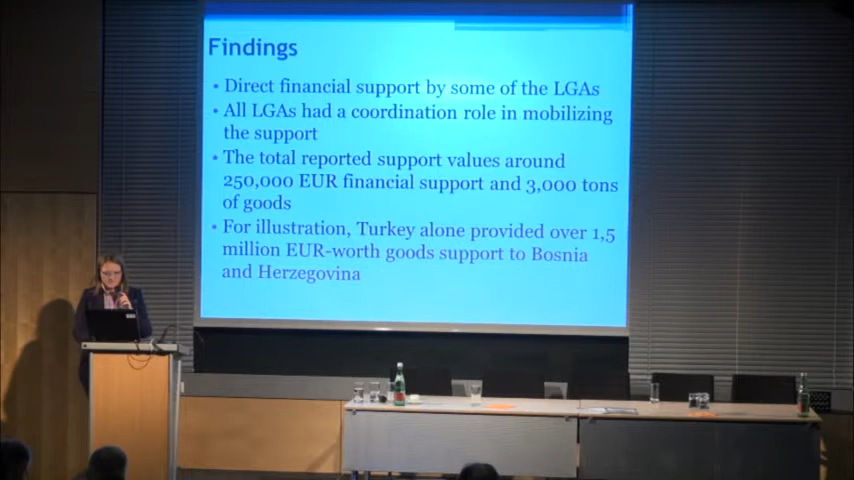 Findings
• Direct financial support by some of the LGAs
• All LGAs had a coordination role in mobilizing
the support
• The total reported support values around
250,000 EUR financial support and 3,000 tons
of goods
• For illustration, Turkey alone provided over 1,5
million EUR-worth goods support to Bosnia
and Herzegovina